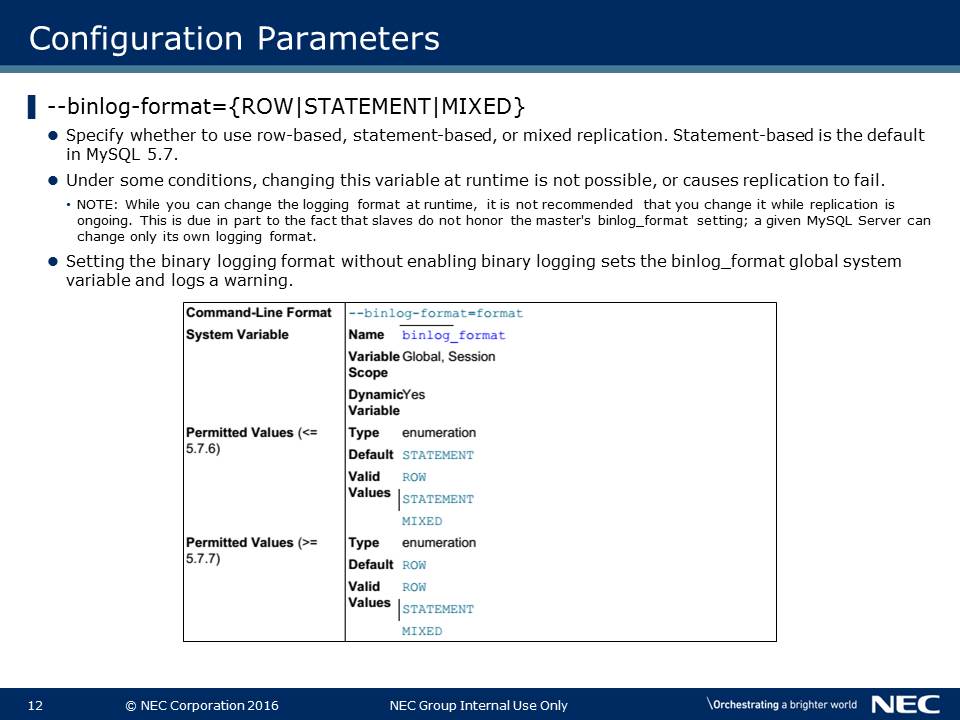 Configuration Parameters
--binlog-format={ROW|STATEMENT|MIXED}
Specify whether to use row-based, statement-based, or mixed replication. Statement-based is the default
in MySQL 5.7.
Under some conditions, changing this variable at runtime is not possible, or causes replication to fail.
NOTE: While you can change the logging format at runtime, it is not recommended that you change it while replication is
ongoing. This is due in part to the fact that slaves do not honor the master's binlog_format setting; a given MySQL Server can
change only its own logging format.
Setting the binary logging format without enabling binary logging sets the binlog_format global system
variable and logs a warning.
Command-Line Format --binlog-format=format
System Variable Name binlog_format
Variable Global, Session
Scope
Dynamic Yes
Variable
Permitted Values (<= Type enumeration
5.7.6)
Default STATEMENT
Valid ROW
Values STATEMENT
MIXED
Permitted Values (>= Type enumeration
5.7.7)
Default ROW
Valid ROW
Values STATEMENT
MIXED
12 © NEC Corporation 2016 NEC Group Internal Use Only \Orchestrating a brighter world NEC